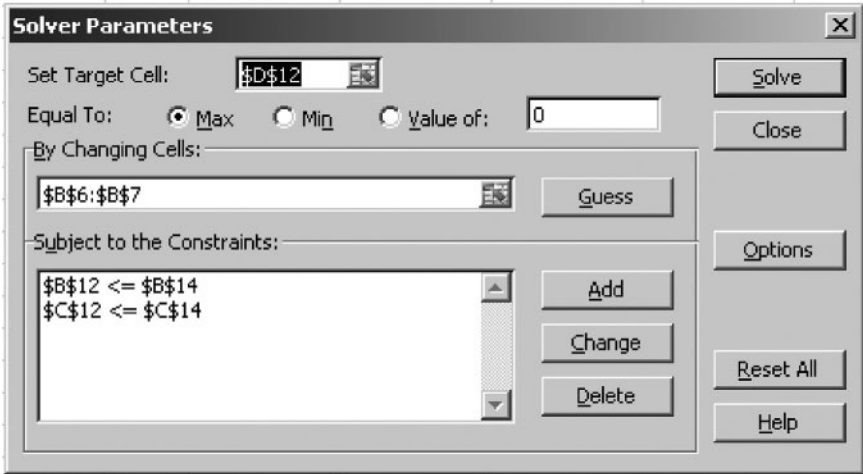 Solver Parameters
Set Target Cell: $D$12
Solve
Equal To: Max Min Value of: 0
Close
By Changing Cells:
$B$6:$B$7
Guess
Subject to the Constraints:
Options
$B$12 <= $B$14
Add
$C$12 <= $C$14
Change
Reset All
Delete
Help